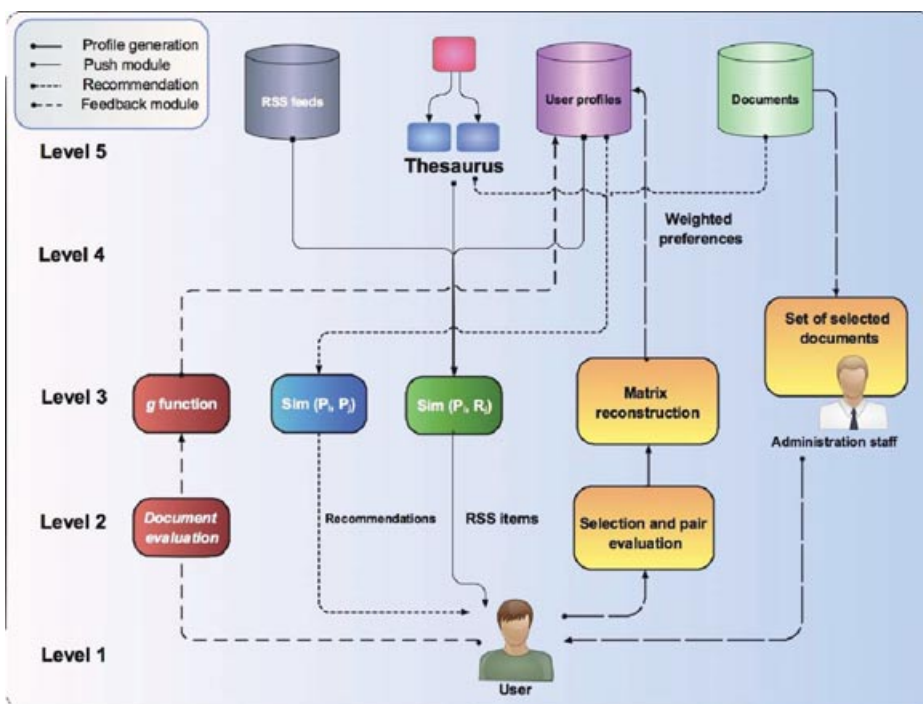 Profile generation
Push module
Recommendation
Feedback module
RSS feeds
User profiles
Documents
Level 5
Thesaurus
Weighted
preferences
Level 4
Set of selected
documents
Level 3
g function
Sim (Pi, Pj)
Sim (Pi, Rj)
Matrix
reconstruction
Administration staff
Level 2
Document
evaluation
Recommendations
RSS items
Selection and pair
evaluation
Level 1
User